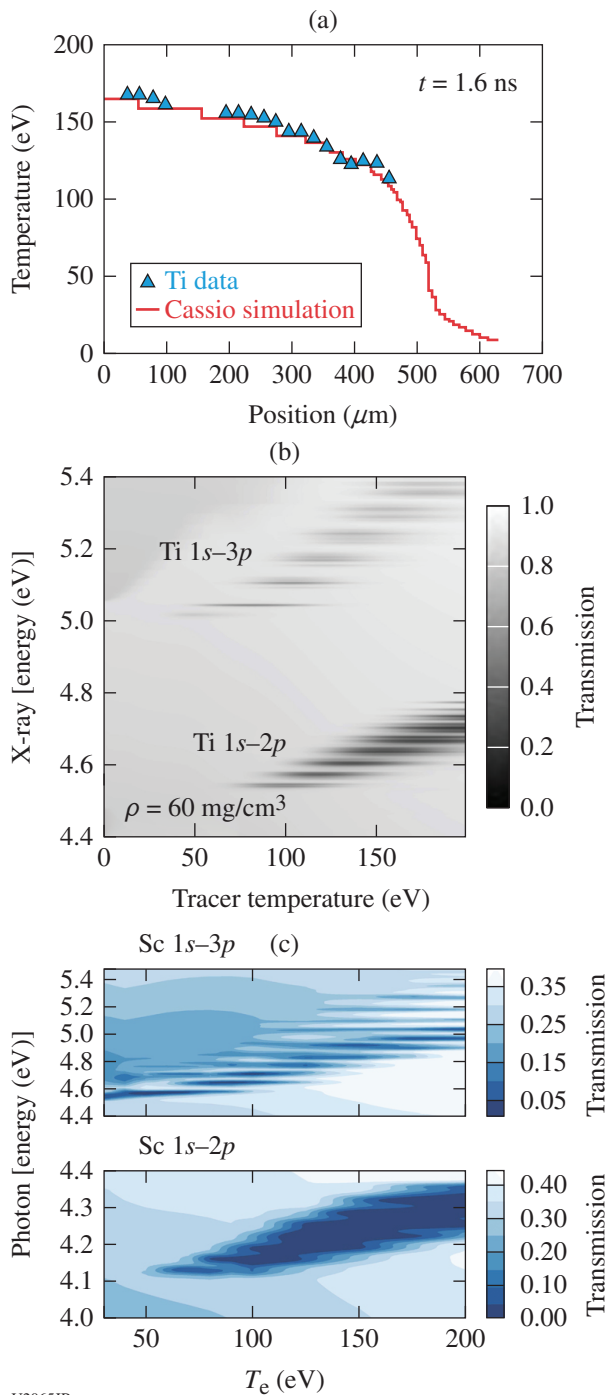 (a)
200
150
100
50
0
Temperature (eV)
t = 1.6 ns
Ti data
Cassio simulation
0 100 200 300 400 500 600 700
Position (μm)
(b)
5.4
5.2
5.0
4.8
4.6
4.4
X-ray [energy (eV)]
Ti 1s–3p
Ti 1s–2p
ρ = 60 mg/cm³
0 50 100 150
Tracer temperature (eV)
1.0
0.8
0.6
0.4
0.2
0.0
Transmission
Sc 1s–3p (c)
5.4
5.2
5.0
4.8
4.6
4.4
0.35
0.25
0.15
0.05
Transmission
Photon [energy (eV)]
Sc 1s–2p
4.4
4.3
4.2
4.1
4.0
0.40
0.30
0.20
0.10
0.00
Transmission
50 100 150 200
Te (eV)